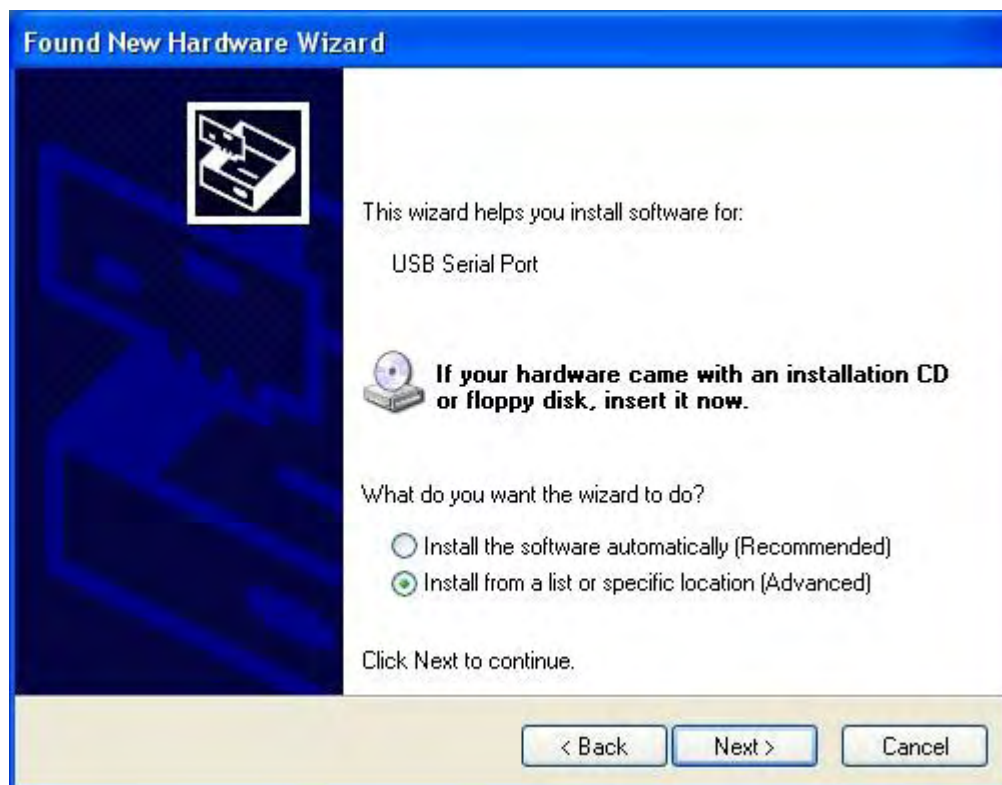 Found New Hardware Wizard
This wizard helps you install software for:
USB Serial Port
If your hardware came with an installation CD
or floppy disk, insert it now.
What do you want the wizard to do?
Install the software automatically (Recommended)
Install from a list or specific location (Advanced)
Click Next to continue.
< Back
Next >
Cancel